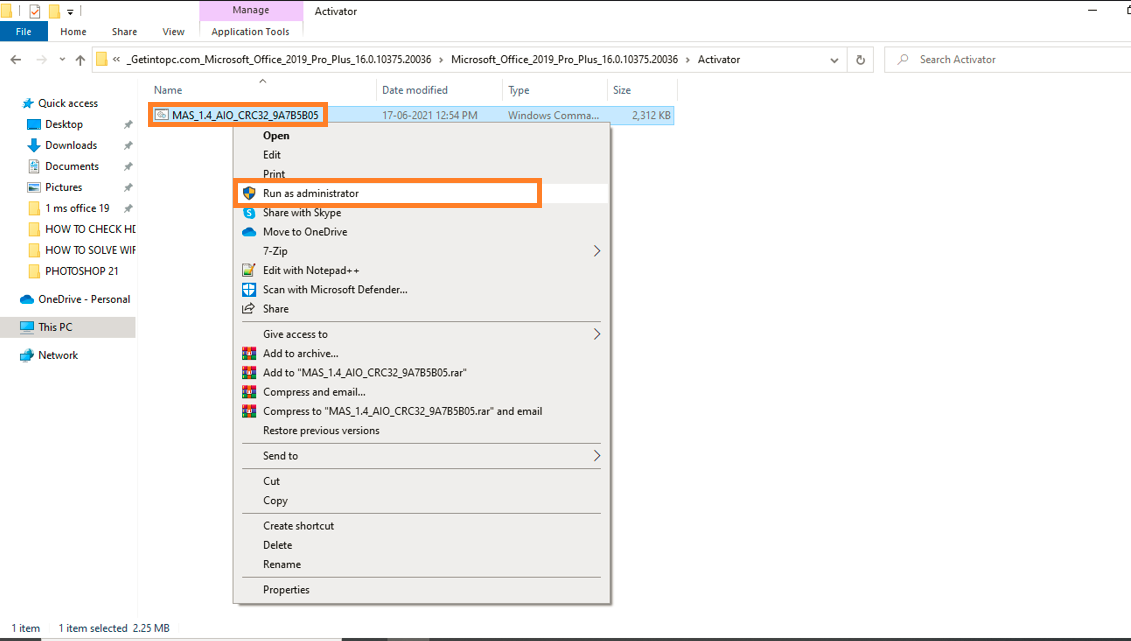 Manage
Activator
File
Home
Share
View
Application Tools
« _Getintopc.com_Microsoft_Office_2019_Pro_Plus_16.0.10375.20036 › Microsoft_Office_2019_Pro_Plus_16.0.10375.20036 › Activator
Search Activator
Name
Date modified
Type
Size
MAS_1.4_AIO_CRC32_9A7B5B05
17-06-2021 12:54 PM
Windows Comma...
2,312 KB
Quick access
Desktop
Downloads
Documents
Pictures
1 ms office 19
HOW TO CHECK HD
HOW TO SOLVE WIF
PHOTOSHOP 21
OneDrive - Personal
This PC
Network
Open
Edit
Print
Run as administrator
Share with Skype
Move to OneDrive
7-Zip
Edit with Notepad++
Scan with Microsoft Defender...
Share
Give access to
Add to archive...
Add to "MAS_1.4_AIO_CRC32_9A7B5B05.rar"
Compress and email...
Compress to "MAS_1.4_AIO_CRC32_9A7B5B05.rar" and email
Restore previous versions
Send to
Cut
Copy
Create shortcut
Delete
Rename
Properties
1 item
1 item selected 2.25 MB